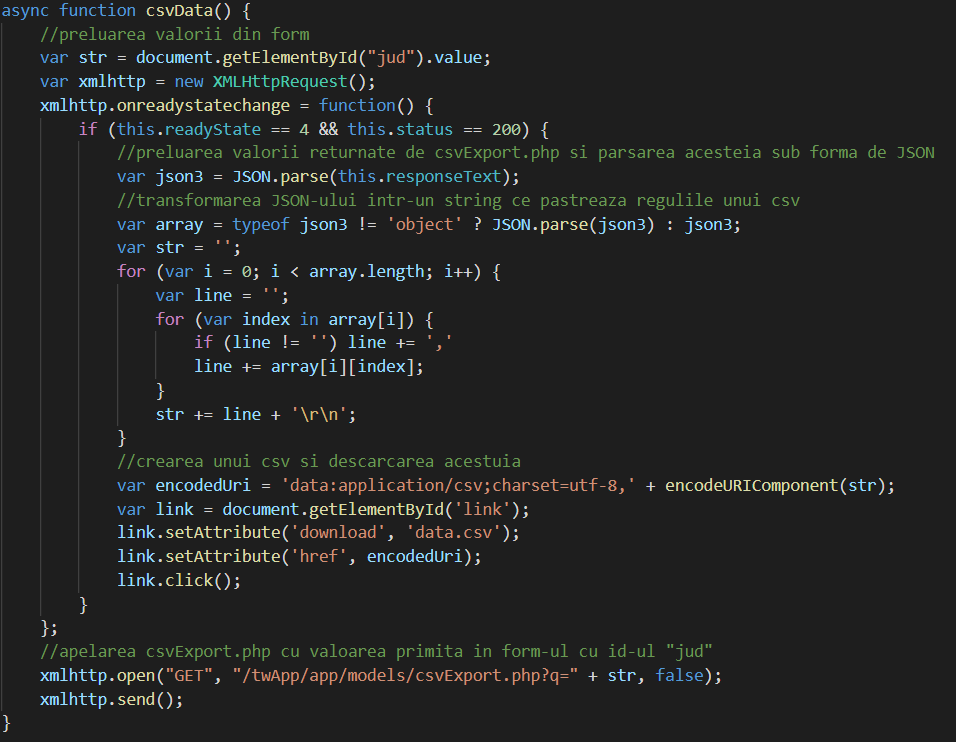 async function csvData() {
    //preluarea valorii din form
    var str = document.getElementById("jud").value;
    var xmlhttp = new XMLHttpRequest();
    xmlhttp.onreadystatechange = function() {
        if (this.readyState == 4 && this.status == 200) {
            //preluarea valorii returnate de csvExport.php si parsarea acesteia sub forma de JSON
            var json3 = JSON.parse(this.responseText);
            //transformarea JSON-ului intr-un string ce pastreaza regulile unui csv
            var array = typeof json3 != 'object' ? JSON.parse(json3) : json3;
            var str = '';
            for (var i = 0; i < array.length; i++) {
                var line = '';
                for (var index in array[i]) {
                    if (line != '') line += ','
                    line += array[i][index];
                }
                str += line + '\r\n';
            }
            //crearea unui csv si descarcarea acestuia
            var encodedUri = 'data:application/csv;charset=utf-8,' + encodeURIComponent(str);
            var link = document.getElementById('link');
            link.setAttribute('download', 'data.csv');
            link.setAttribute('href', encodedUri);
            link.click();
        }
    };
    //apelarea csvExport.php cu valoarea primita in form-ul cu id-ul "jud"
    xmlhttp.open("GET", "/twApp/app/models/csvExport.php?q=" + str, false);
    xmlhttp.send();
}